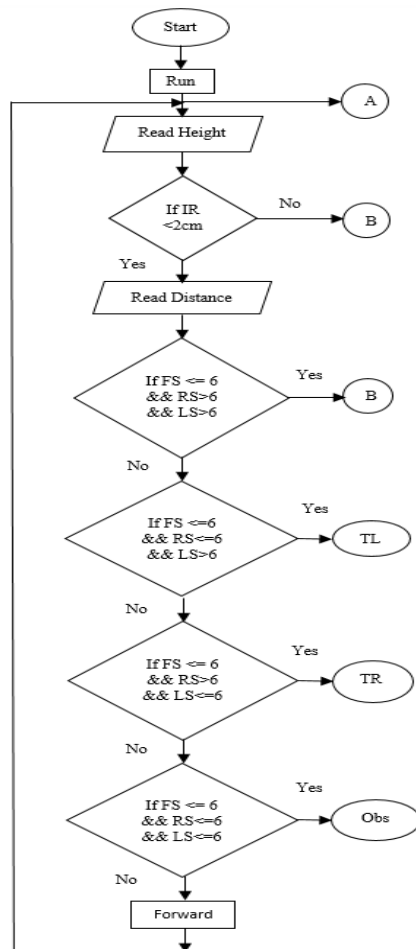 Start
Run
A
Read Height
If IR
<2cm
No
B
Yes
Read Distance
If FS <= 6
&& RS>6
&& LS>6
Yes
B
No
If FS <=6
&& RS<=6
&& LS>6
Yes
TL
No
If FS <= 6
&& RS>6
&& LS<=6
Yes
TR
No
If FS <= 6
&& RS<=6
&& LS<=6
Yes
Obs
No
Forward